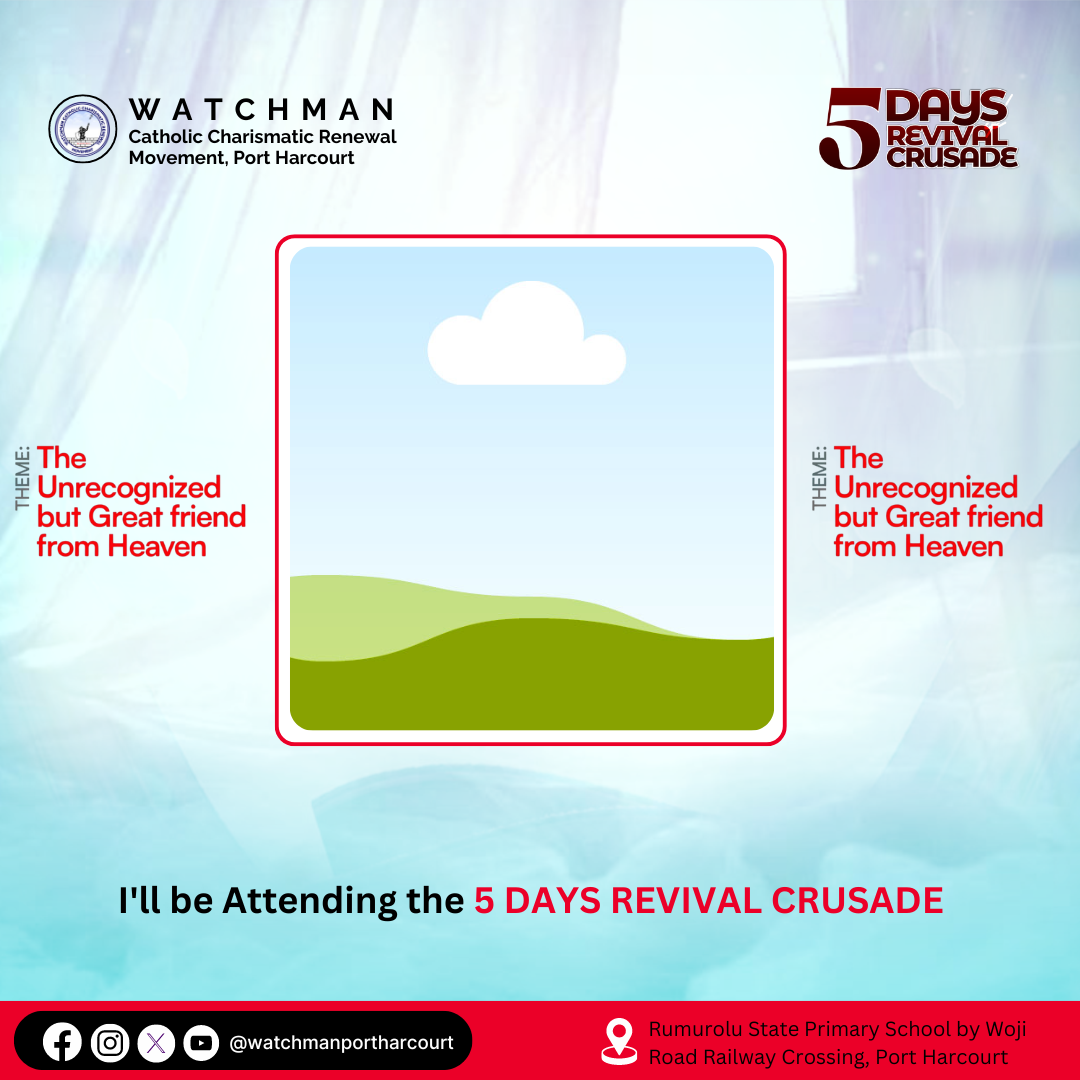 WATCHMAN
Catholic Charismatic Renewal
Movement, Port Harcourt
5 DAYS
REVIVAL
CRUSADE
THEME:
The
Unrecognized
but Great friend
from Heaven
THEME:
The
Unrecognized
but Great friend
from Heaven
I'll be Attending the 5 DAYS REVIVAL CRUSADE
@watchmanportharcourt
Rumurolu State Primary School by Woji
Road Railway Crossing, Port Harcourt